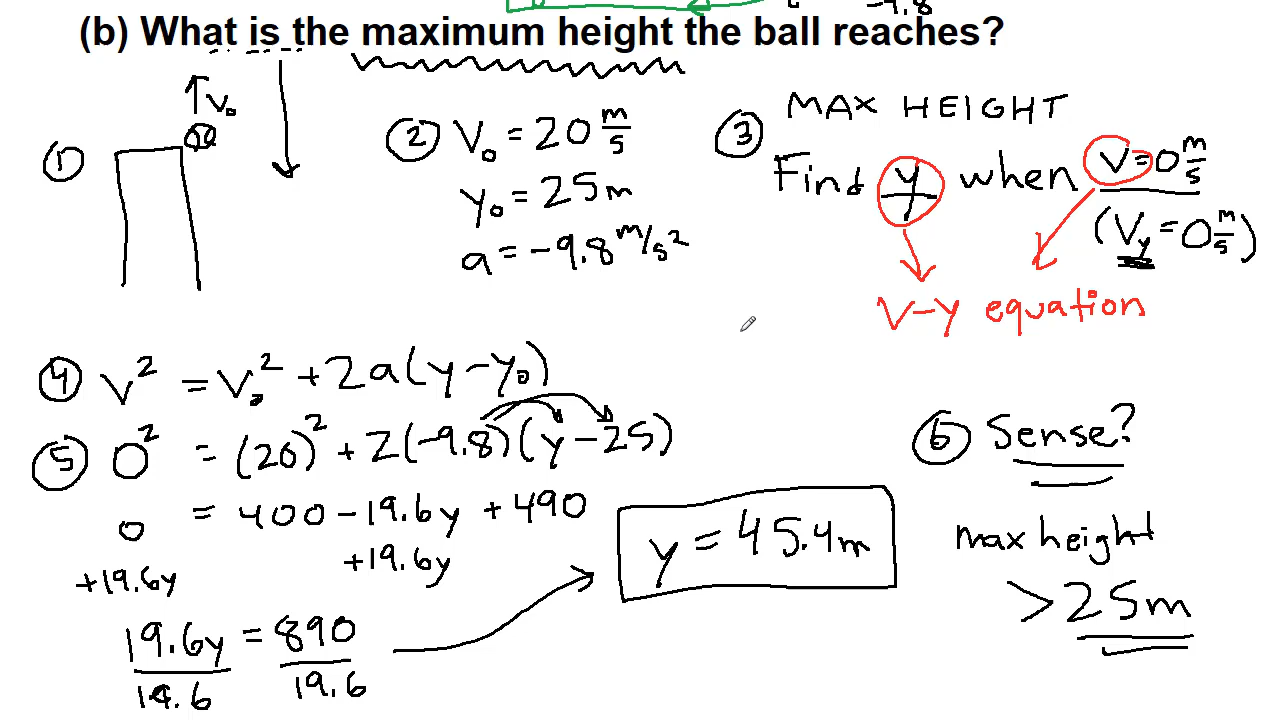 -9.8
(b) What is the maximum height the ball reaches?
① ↑V₀
② V₀ = 20 m/s
y₀ = 25m
a = -9.8 m/s²
③ MAX HEIGHT
Find y when V=0 m/s
(Vy = 0 m/s)
V-y equation
④ V² = V₀² + 2a(y-y₀)
⑤ 0² = (20)² + 2(-9.8)(y-25)
0 = 400 - 19.6y + 490
+19.6y +19.6y
19.6y = 890
19.6 19.6
y = 45.4m
⑥ Sense?
max height
> 25m